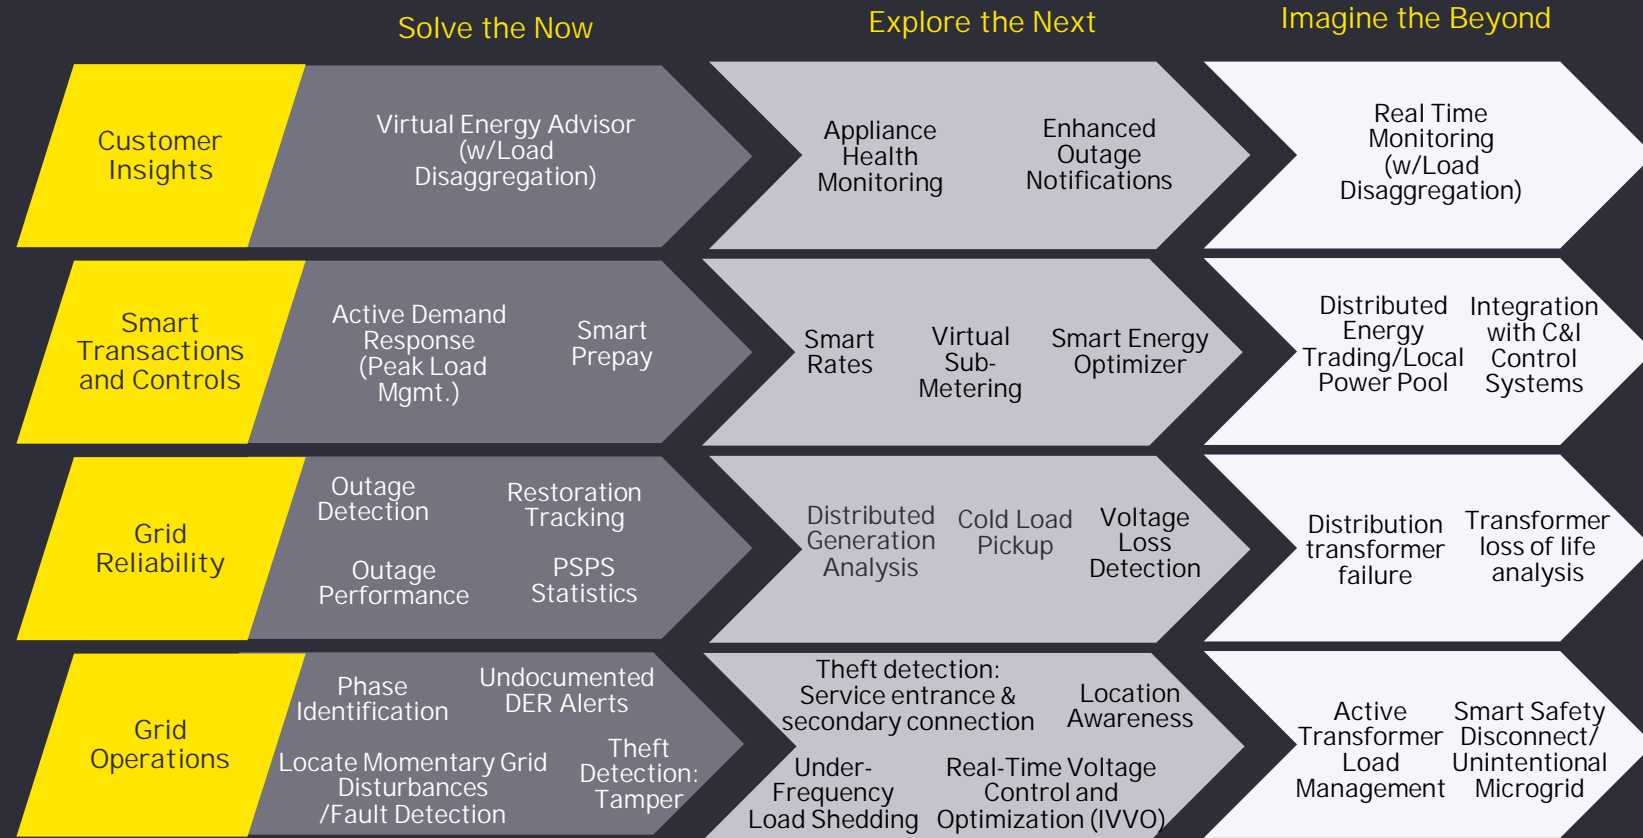 Solve the Now
Explore the Next
Imagine the Beyond
Customer
Insights
Virtual Energy Advisor
(w/Load
Disaggregation)
Appliance
Health
Monitoring
Enhanced
Outage
Notifications
Real Time
Monitoring
(w/Load
Disaggregation)
Smart
Transactions
and Controls
Active Demand
Response
(Peak Load
Mgmt.)
Smart
Prepay
Smart
Rates
Virtual
Sub-
Metering
Smart Energy
Optimizer
Distributed
Energy
Trading/Local
Power Pool
Integration
with C&I
Control
Systems
Grid
Reliability
Outage
Detection
Restoration
Tracking
Outage
Performance
PSPS
Statistics
Distributed
Generation
Analysis
Cold Load
Pickup
Voltage
Loss
Detection
Distribution
transformer
failure
Transformer
loss of life
analysis
Grid
Operations
Phase
Identification
Undocumented
DER Alerts
Locate Momentary Grid
Disturbances
/Fault Detection
Theft
Detection:
Tamper
Theft detection:
Service entrance &
secondary connection
Location
Awareness
Under-
Frequency
Load Shedding
Real-Time Voltage
Control and
Optimization (IVVO)
Active
Transformer
Load
Management
Smart Safety
Disconnect/
Unintentional
Microgrid